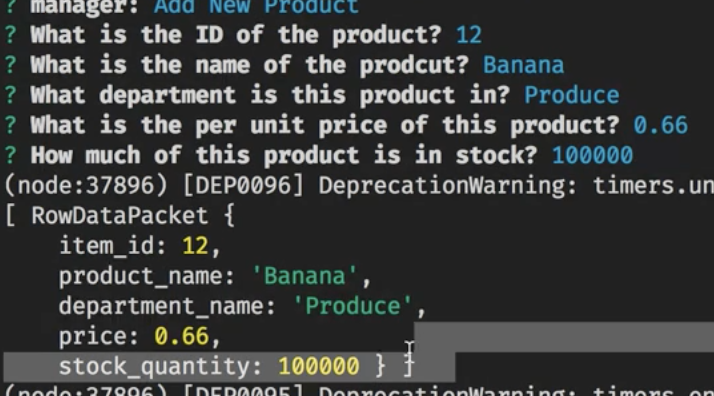 ? manager: Add New Product
? What is the ID of the product? 12
? What is the name of the prodcut? Banana
? What department is this product in? Produce
? What is the per unit price of this product? 0.66
? How much of this product is in stock? 100000
(node:37896) [DEP0096] DeprecationWarning: timers.un
[ RowDataPacket {
    item_id: 12,
    product_name: 'Banana',
    department_name: 'Produce',
    price: 0.66,
    stock_quantity: 100000 } ]
(node:37896) [DEP0095] DeprecationWarning: timers.en